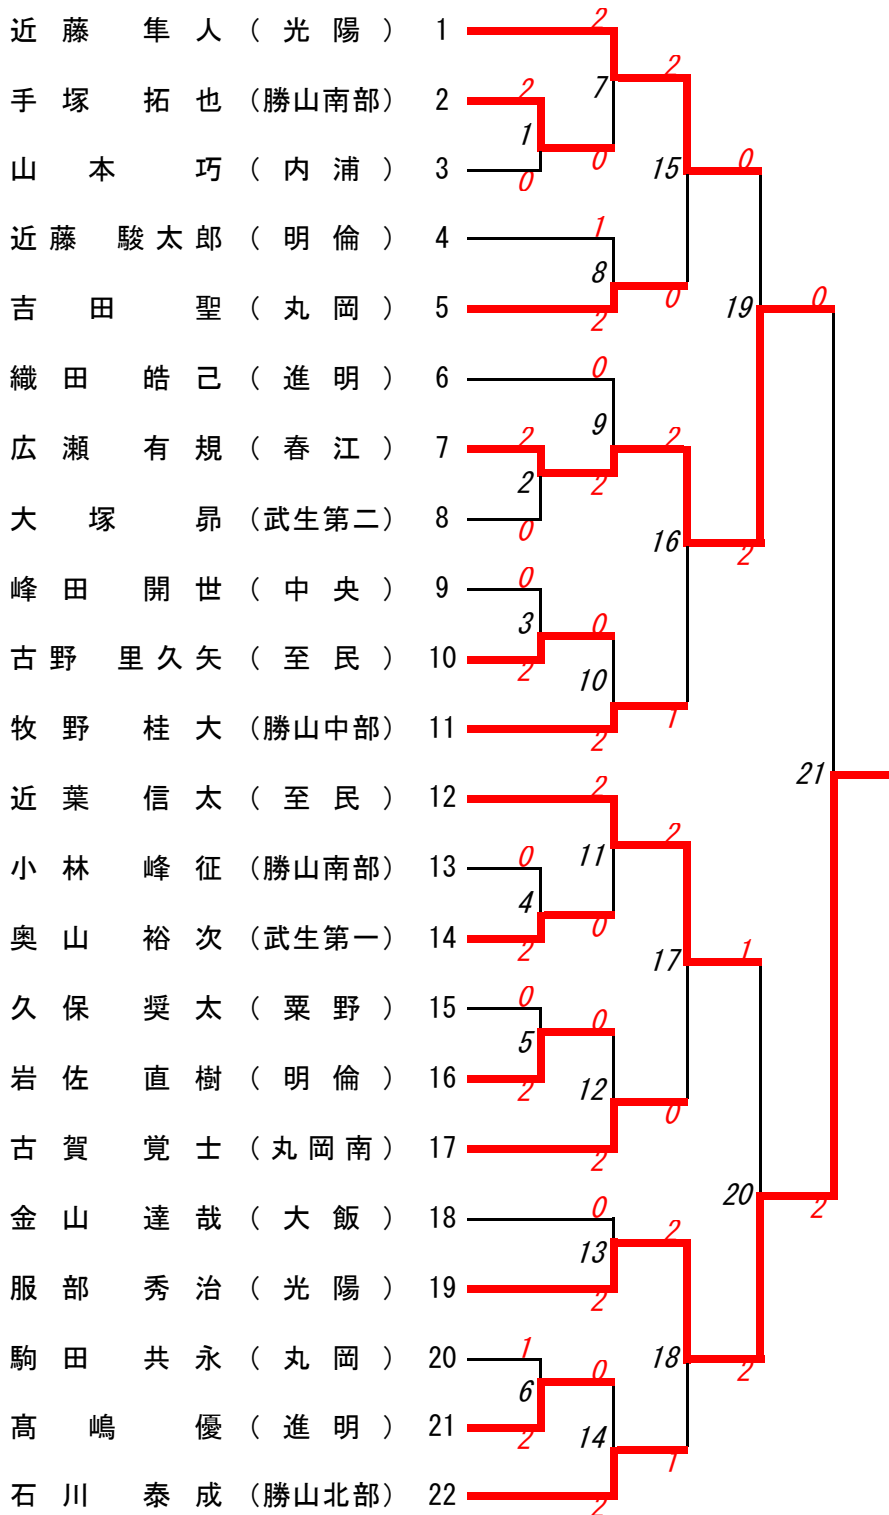 近藤 隼人 (光陽) 1 2
2
手塚 拓也 (勝山南部) 2 2 7
1
山本 巧 (内浦) 3 0 0 15 0
近藤 駿太郎 (明倫) 4 1
8
吉田 聖 (丸岡) 5 2 0 19 0
織田 皓己 (進明) 6 0
9
広瀬 有規 (春江) 7 2 2
2 2
大塚 昴 (武生第二) 8 0 16 2
峰田 開世 (中央) 9 0
3 0
古野 里久矢 (至民) 10 2 10
牧野 桂大 (勝山中部) 11 2 1
21
近葉 信太 (至民) 12 2
2
小林 峰征 (勝山南部) 13 0 11
4
奥山 裕次 (武生第一) 14 2 0 17 1
久保 奨太 (粟野) 15 0 0
5
岩佐 直樹 (明倫) 16 2 12 0
古賀 覚士 (丸岡南) 17 2
20 2
金山 達哉 (大飯) 18 0 2
13
服部 秀治 (光陽) 19 2
駒田 共永 (丸岡) 20 1 0 18 2
6
髙嶋 優 (進明) 21 2 14
1
石川 泰成 (勝山北部) 22 2